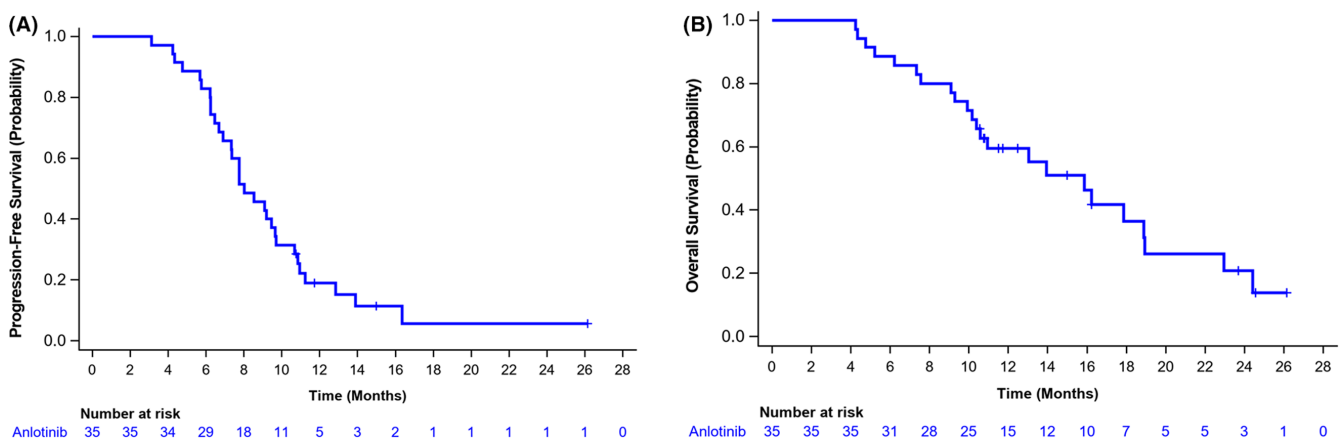 (A)
Progression-Free Survival (Probability)
1.0
0.8
0.6
0.4
0.2
0.0
0 2 4 6 8 10 12 14 16 18 20 22 24 26 28
Time (Months)
Number at risk
Anlotinib 35 35 34 29 18 11 5 3 2 1 1 1 1 1 0
(B)
Overall Survival (Probability)
1.0
0.8
0.6
0.4
0.2
0.0
0 2 4 6 8 10 12 14 16 18 20 22 24 26 28
Time (Months)
Number at risk
Anlotinib 35 35 35 31 28 25 15 12 10 7 5 5 3 1 0